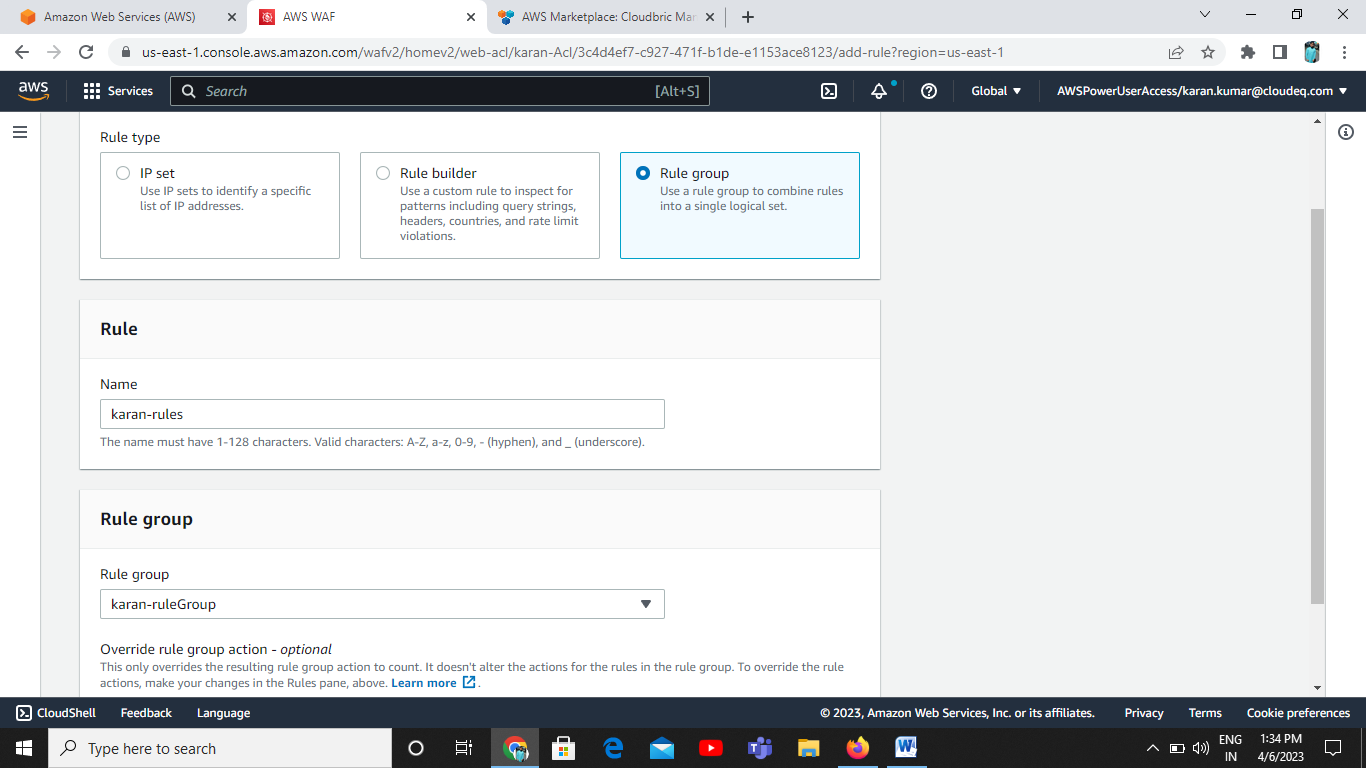 Amazon Web Services (AWS)
AWS WAF
AWS Marketplace: Cloudbric Mar
us-east-1.console.aws.amazon.com/wafv2/homev2/web-acl/karan-Acl/3c4d4ef7-c927-471f-b1de-e1153ace8123/add-rule?region=us-east-1
aws
Services
Search
[Alt+S]
Global
AWSPowerUserAccess/karan.kumar@cloudeq.com
Rule type
IP set
Use IP sets to identify a specific
list of IP addresses.
Rule builder
Use a custom rule to inspect for
patterns including query strings,
headers, countries, and rate limit
violations.
Rule group
Use a rule group to combine rules
into a single logical set.
Rule
Name
karan-rules
The name must have 1-128 characters. Valid characters: A-Z, a-z, 0-9, - (hyphen), and _ (underscore).
Rule group
Rule group
karan-ruleGroup
Override rule group action - optional
This only overrides the resulting rule group action to count. It doesn't alter the actions for the rules in the rule group. To override the rule
actions, make your changes in the Rules pane, above. Learn more .
CloudShell
Feedback
Language
© 2023, Amazon Web Services, Inc. or its affiliates.
Privacy
Terms
Cookie preferences
Type here to search
ENG
IN
1:34 PM
4/6/2023